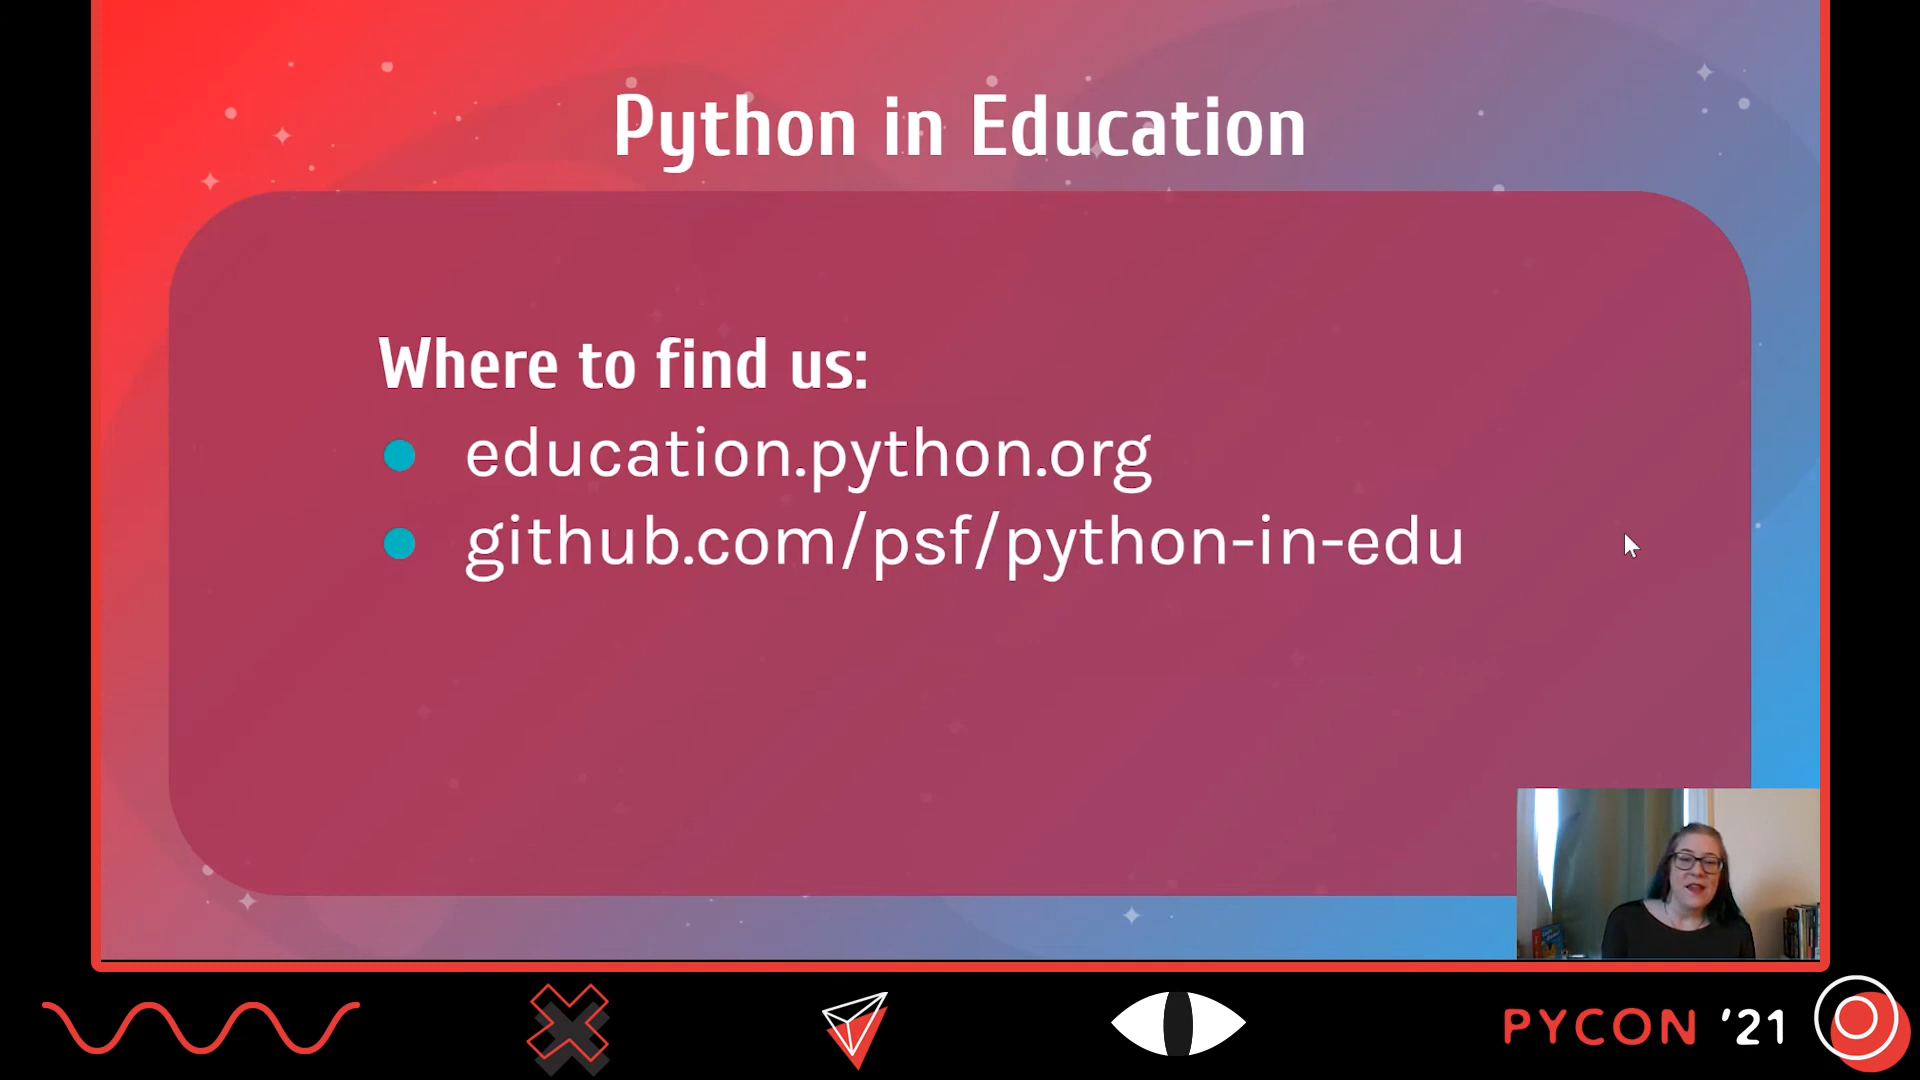 Python in Education
Where to find us:
education.python.org
github.com/psf/python-in-edu
PYCON '21